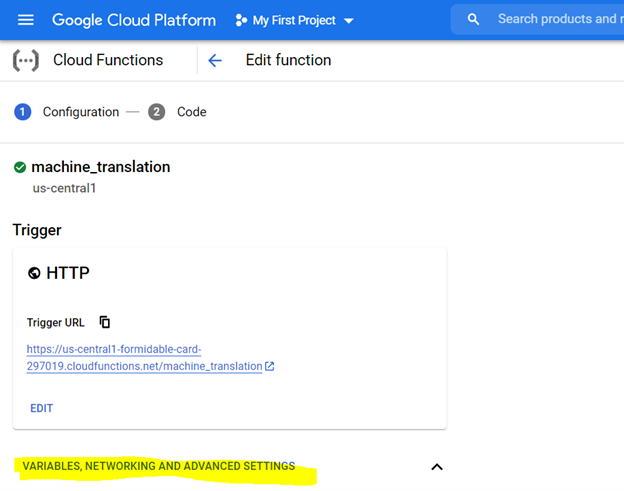 Google Cloud Platform My First Project Search products and r
Cloud Functions Edit function
1 Configuration 2 Code
machine_translation
us-central1
Trigger
HTTP
Trigger URL
https://us-central1-formidable-card-
297019.cloudfunctions.net/machine_translation
EDIT
VARIABLES, NETWORKING AND ADVANCED SETTINGS